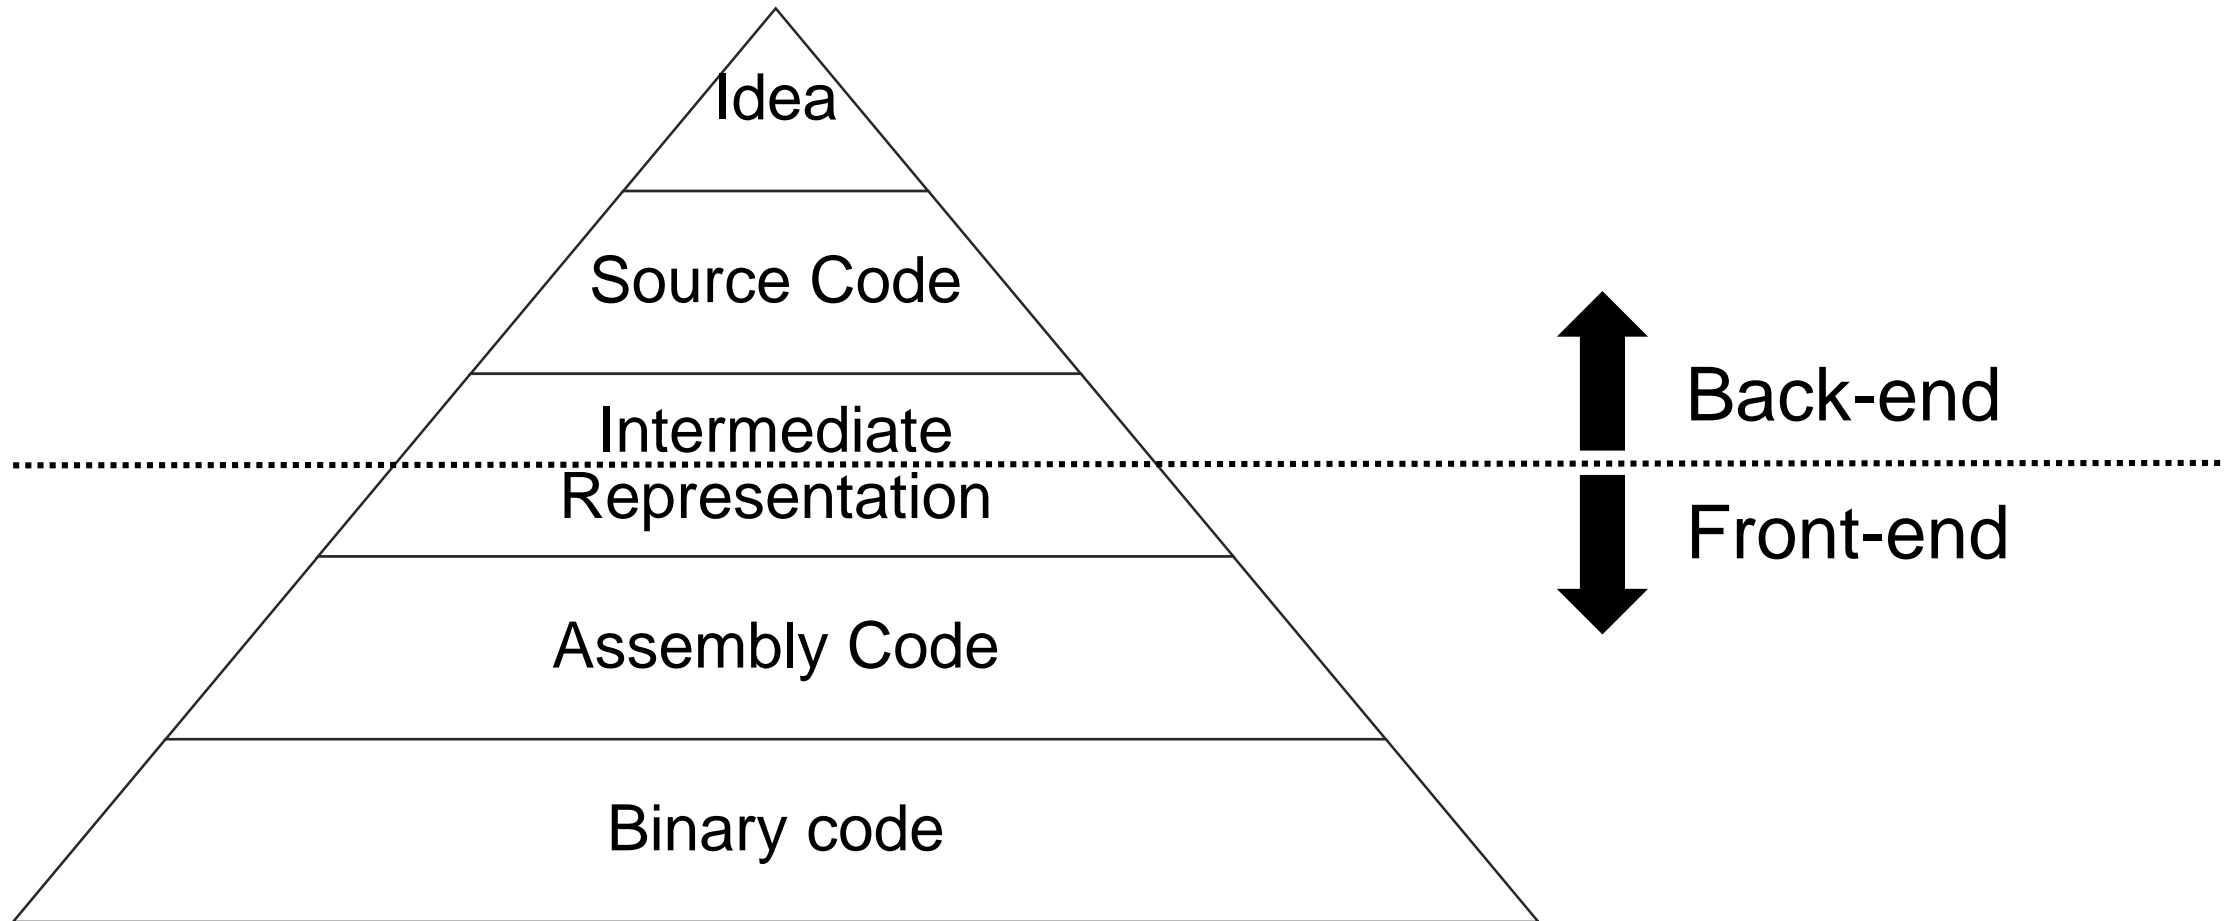 Idea
Source Code
Intermediate
Representation
Back-end
Front-end
Assembly Code
Binary code